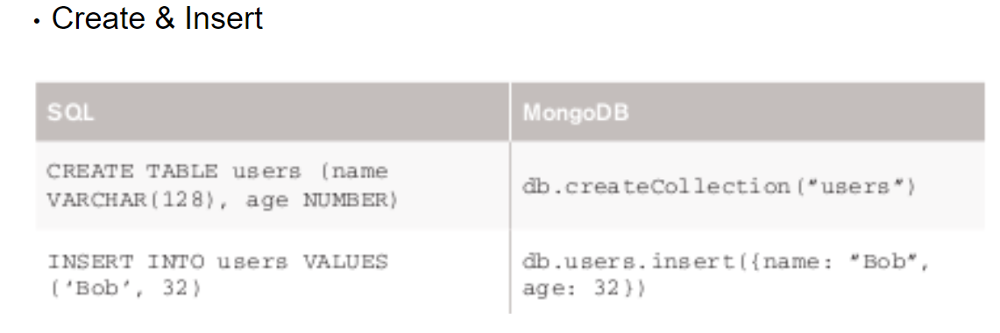 • Create & Insert
SQL
MongoDB
CREATE TABLE users (name
VARCHAR(128), age NUMBER)
db.createCollection("users")
INSERT INTO users VALUES
(‘Bob’, 32)
db.users.insert({name: "Bob",
age: 32})